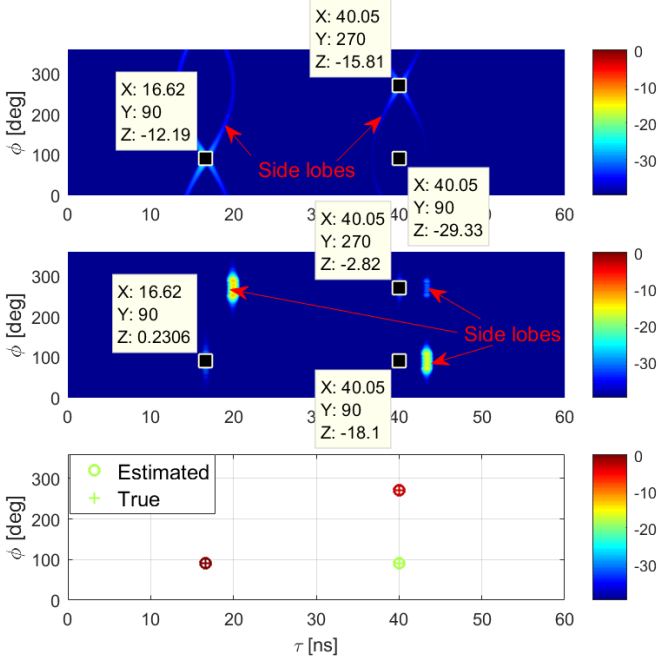 X: 40.05
Y: 270
Z: -15.81
X: 16.62
Y: 90
Z: -12.19
Side lobes
X: 40.05
Y: 90
Z: -29.33
ϕ [deg]
300
200
100
0
0 10 20 30 40 50 60
0
-10
-20
-30
X: 40.05
Y: 270
Z: -2.82
X: 16.62
Y: 90
Z: 0.2306
Side lobes
X: 40.05
Y: 90
Z: -18.1
ϕ [deg]
300
200
100
0
0 10 20 30 40 50 60
0
-10
-20
-30
Estimated
True
ϕ [deg]
300
200
100
0
0 10 20 30 40 50 60
τ [ns]
0
-10
-20
-30